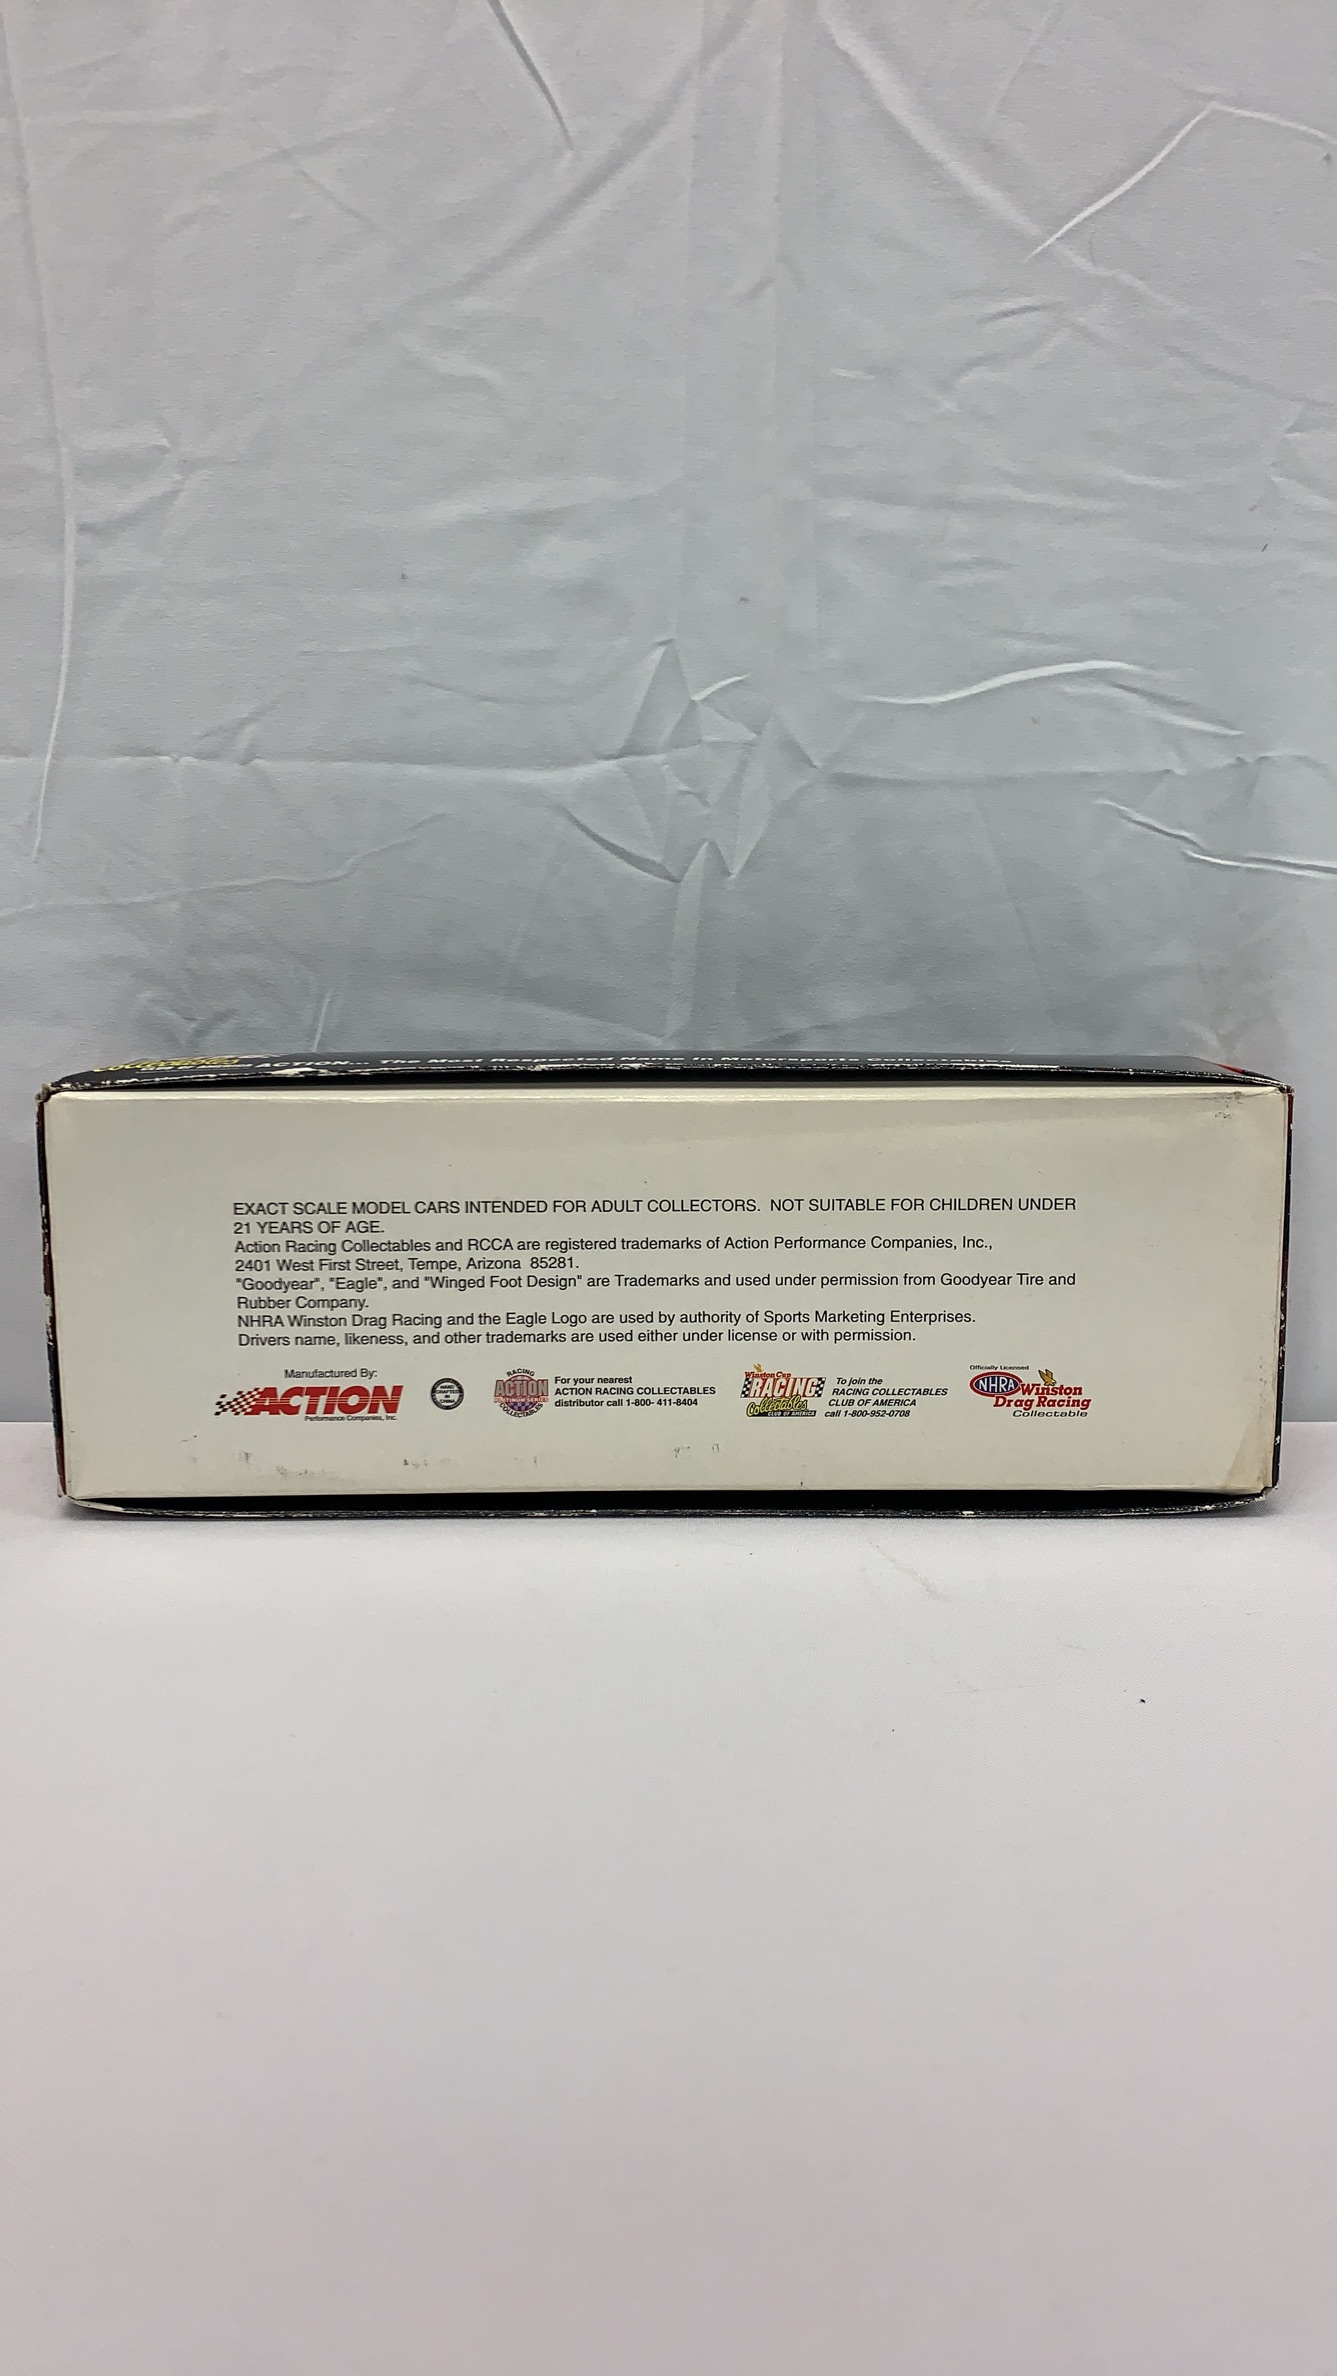 ACTION... The Most Respected Name In Motorsports Collectables
EXACT SCALE MODEL CARS INTENDED FOR ADULT COLLECTORS.  NOT SUITABLE FOR CHILDREN UNDER
21 YEARS OF AGE.
Action Racing Collectables and RCCA are registered trademarks of Action Performance Companies, Inc.,
2401 West First Street, Tempe, Arizona  85281.
"Goodyear", "Eagle", and "Winged Foot Design" are Trademarks and used under permission from Goodyear Tire and
Rubber Company.
NHRA Winston Drag Racing and the Eagle Logo are used by authority of Sports Marketing Enterprises.
Drivers name, likeness, and other trademarks are used either under license or with permission.
Manufactured By:
ACTION
Performance Companies, Inc.
HAND
CRAFTED
IN
CHINA
RACING
ACTION
COLLECTABLES
For your nearest
ACTION RACING COLLECTABLES
distributor call 1-800- 411-8404
Winston Cup
RACING
Collectables
CLUB OF AMERICA
To join the
RACING COLLECTABLES
CLUB OF AMERICA
call 1-800-952-0708
Officially Licensed
NHRA Winston
Drag Racing
Collectable